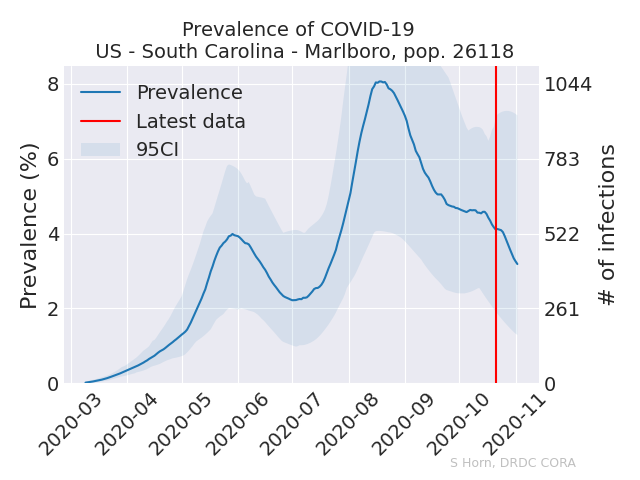 Prevalence of COVID-19
US - South Carolina - Marlboro, pop. 26118
Prevalence
Latest data
95CI
Prevalence (%)
8
6
4
2
0
1044
783
522
261
0
# of infections
2020-03
2020-04
2020-05
2020-06
2020-07
2020-08
2020-09
2020-10
2020-11
S Horn, DRDC CORA